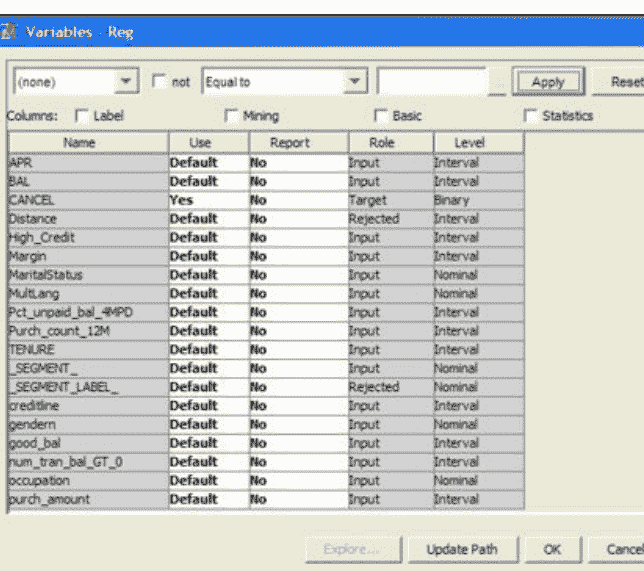 Variables - Reg
(none) not Equal to Apply Reset
Columns: Label Mining Basic Statistics
Name Use Report Role Level
APR Default No Input Interval
BAL Default No Input Interval
CANCEL Yes No Target Binary
Distance Default No Rejected Interval
High_Credit Default No Input Interval
Margin Default No Input Interval
MaritalStatus Default No Input Nominal
MultLang Default No Input Nominal
Pct_unpaid_bal_4MPD Default No Input Interval
Purch_count_12M Default No Input Interval
TENURE Default No Input Interval
_SEGMENT_ Default No Input Nominal
_SEGMENT_LABEL_ Default No Rejected Nominal
creditline Default No Input Interval
gendern Default No Input Nominal
good_bal Default No Input Interval
num_tran_bal_GT_0 Default No Input Interval
occupation Default No Input Nominal
purch_amount Default No Input Interval
Explore... Update Path OK Cancel